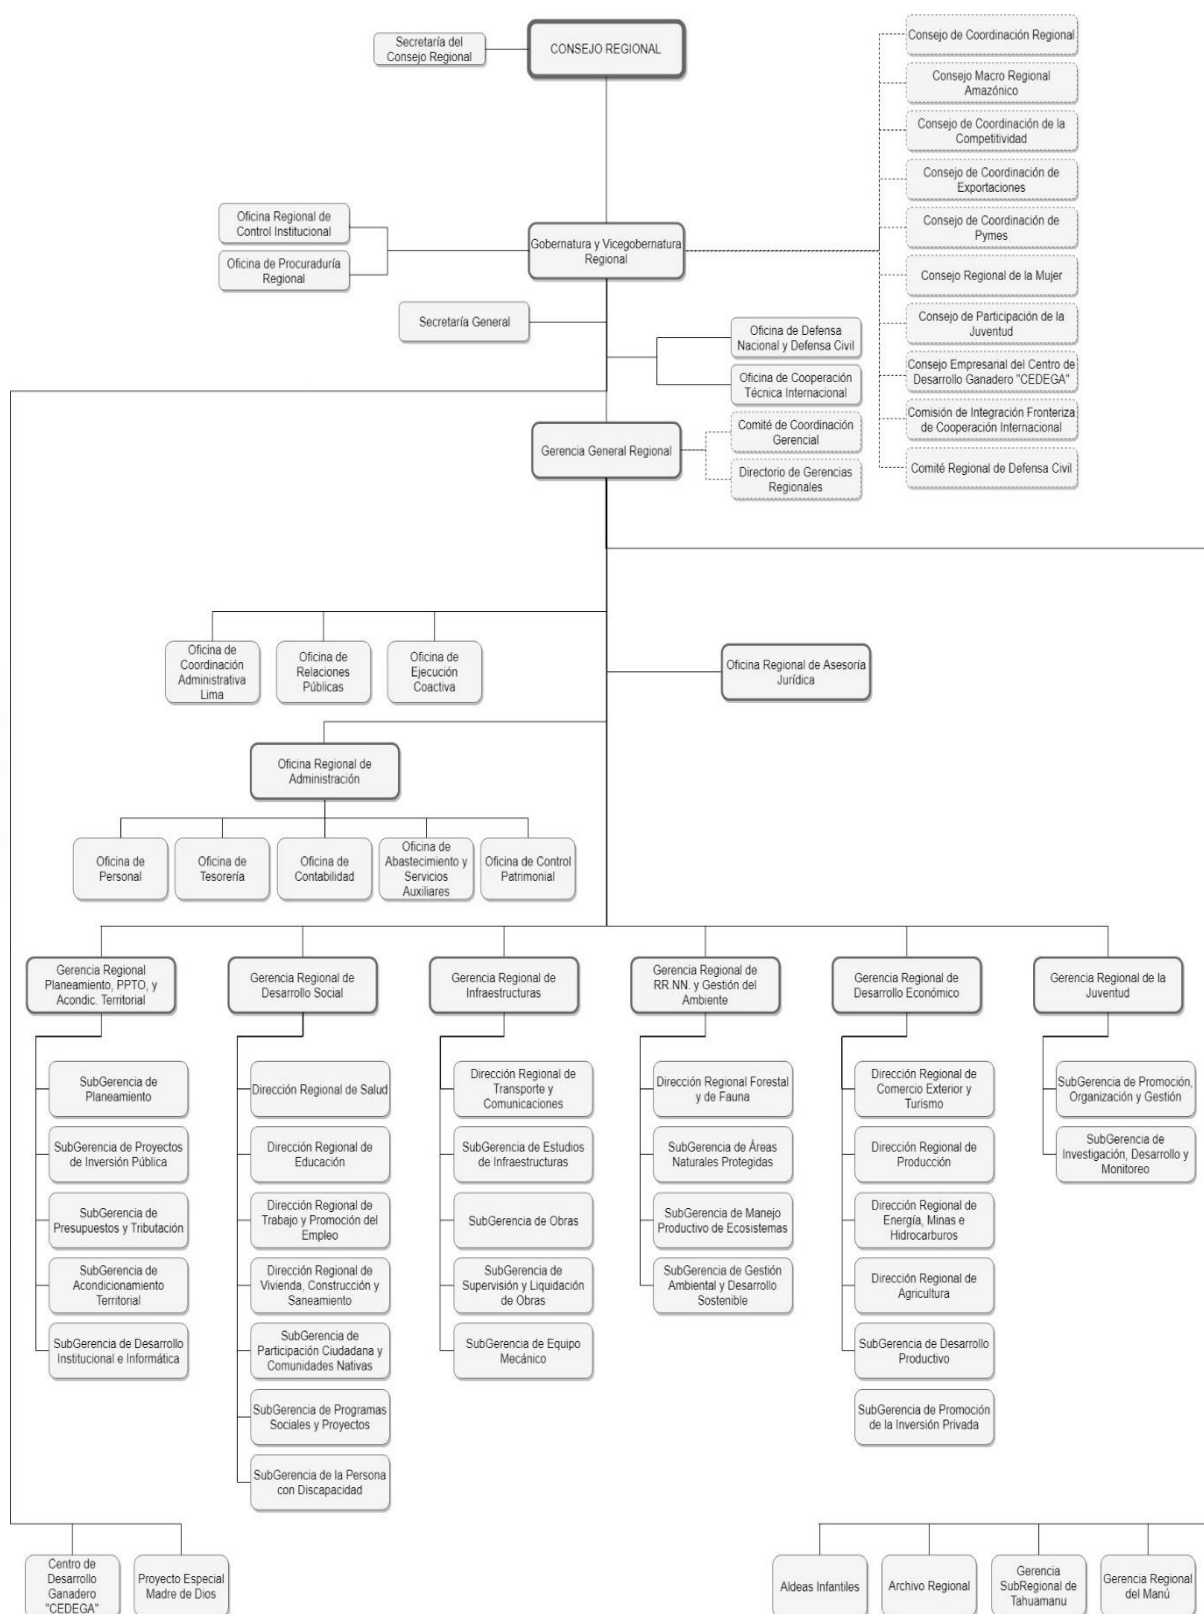 Secretaría del
Consejo Regional
CONSEJO REGIONAL
Consejo de Coordinación Regional
Consejo Macro Regional
Amazónico
Consejo de Coordinación de la
Competitividad
Consejo de Coordinación de
Exportaciones
Consejo de Coordinación de
Pymes
Consejo Regional de la Mujer
Consejo de Participación de la
Juventud
Consejo Empresarial del Centro de
Desarrollo Ganadero "CEDEGA"
Comisión de Integración Fronteriza
de Cooperación Internacional
Comité Regional de Defensa Civil
Oficina Regional de
Control Institucional
Oficina de Procuraduría
Regional
Gobernatura y Vicegobernatura
Regional
Secretaría General
Oficina de Defensa
Nacional y Defensa Civil
Oficina de Cooperación
Técnica Internacional
Gerencia General Regional
Comité de Coordinación
Gerencial
Directorio de Gerencias
Regionales
Oficina de
Coordinación
Administrativa
Lima
Oficina de
Relaciones
Públicas
Oficina de
Ejecución
Coactiva
Oficina Regional de Asesoría
Jurídica
Oficina Regional de
Administración
Oficina de
Personal
Oficina de
Tesorería
Oficina de
Contabilidad
Oficina de
Abastecimiento y
Servicios
Auxiliares
Oficina de Control
Patrimonial
Gerencia Regional
Planeamiento, PPTO, y
Acondic. Territorial
Gerencia Regional de
Desarrollo Social
Gerencia Regional de
Infraestructuras
Gerencia Regional de
RR.NN. y Gestión del
Ambiente
Gerencia Regional de
Desarrollo Económico
Gerencia Regional de la
Juventud
SubGerencia de
Planeamiento
SubGerencia de Proyectos
de Inversión Pública
SubGerencia de
Presupuestos y Tributación
SubGerencia de
Acondicionamiento
Territorial
SubGerencia de Desarrollo
Institucional e Informática
Dirección Regional de Salud
Dirección Regional de
Educación
Dirección Regional de
Trabajo y Promoción del
Empleo
Dirección Regional de
Vivienda, Construcción y
Saneamiento
SubGerencia de
Participación Ciudadana y
Comunidades Nativas
SubGerencia de Programas
Sociales y Proyectos
SubGerencia de la Persona
con Discapacidad
Dirección Regional de
Transporte y
Comunicaciones
SubGerencia de Estudios
de Infraestructuras
SubGerencia de Obras
SubGerencia de
Supervisión y Liquidación
de Obras
SubGerencia de Equipo
Mecánico
Dirección Regional Forestal
y de Fauna
SubGerencia de Áreas
Naturales Protegidas
SubGerencia de Manejo
Productivo de Ecosistemas
SubGerencia de Gestión
Ambiental y Desarrollo
Sostenible
Dirección Regional de
Comercio Exterior y
Turismo
Dirección Regional de
Producción
Dirección Regional de
Energía, Minas e
Hidrocarburos
Dirección Regional de
Agricultura
SubGerencia de Desarrollo
Productivo
SubGerencia de Promoción
de la Inversión Privada
SubGerencia de Promoción,
Organización y Gestión
SubGerencia de
Investigación, Desarrollo y
Monitoreo
Centro de
Desarrollo
Ganadero
"CEDEGA"
Proyecto Especial
Madre de Dios
Aldeas Infantiles
Archivo Regional
Gerencia
SubRegional de
Tahuamanu
Gerencia Regional
del Manú